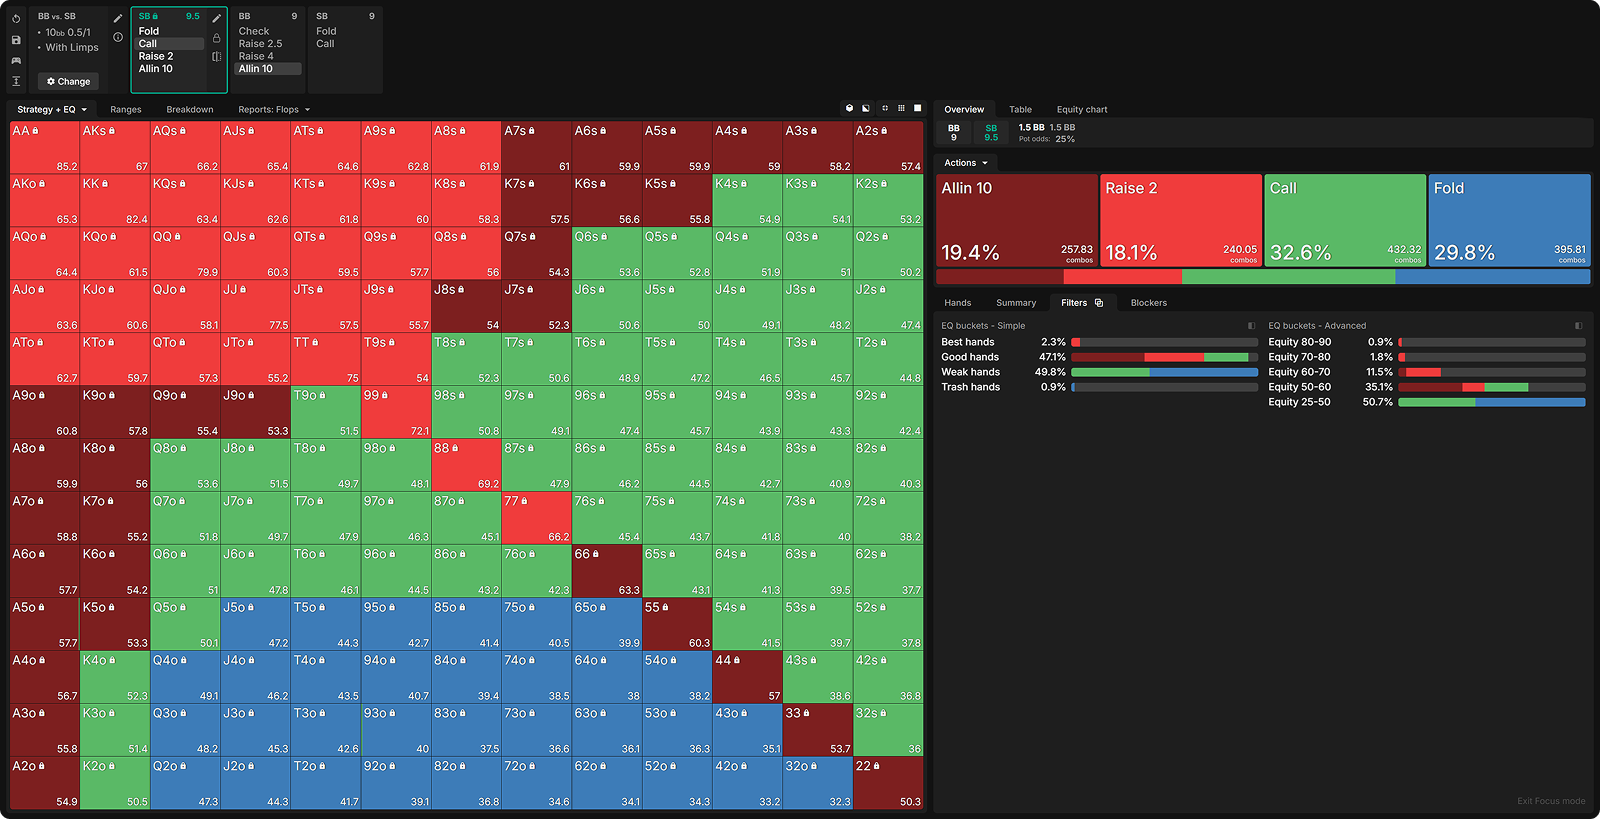 BB vs. SB
10bb 0.5/1
With Limps
Change
SB 9.5
Fold
Call
Raise 2
Allin 10
BB 9
Check
Raise 2.5
Raise 4
Allin 10
SB 9
Fold
Call
Strategy + EQ
Ranges
Breakdown
Reports: Flops
AA AKs AQs AJs ATs A9s A8s A7s A6s A5s A4s A3s A2s
85.2 67 66.2 65.4 64.6 62.8 61.9 61 59.9 59.9 59 58.2 57.4
AKo KK KQs KJs KTs K9s K8s K7s K6s K5s K4s K3s K2s
65.3 82.4 63.4 62.6 61.8 60 58.3 57.5 56.6 55.8 54.9 54.1 53.2
AQo KQo QQ QJs QTs Q9s Q8s Q7s Q6s Q5s Q4s Q3s Q2s
64.4 61.5 79.9 60.3 59.5 57.7 56 54.3 53.6 52.8 51.9 51 50.2
AJo KJo QJo JJ JTs J9s J8s J7s J6s J5s J4s J3s J2s
63.6 60.6 58.1 77.5 57.5 55.7 54 52.3 50.6 50 49.1 48.2 47.4
ATo KTo QTo JTo TT T9s T8s T7s T6s T5s T4s T3s T2s
62.7 59.7 57.3 55.2 75 54 52.3 50.6 48.9 47.2 46.5 45.7 44.8
A9o K9o Q9o J9o T9o 99 98s 97s 96s 95s 94s 93s 92s
60.8 57.8 55.4 53.3 51.5 72.1 50.8 49.1 47.4 45.7 43.9 43.3 42.4
A8o K8o Q8o J8o T8o 98o 88 87s 86s 85s 84s 83s 82s
59.9 56 53.6 51.5 49.7 48.1 69.2 47.9 46.2 44.5 42.7 40.9 40.3
A7o K7o Q7o J7o T7o 97o 87o 77 76s 75s 74s 73s 72s
58.8 55.2 51.8 49.7 47.9 46.3 45.1 66.2 45.4 43.7 41.8 40 38.2
A6o K6o Q6o J6o T6o 96o 86o 76o 66 65s 64s 63s 62s
57.7 54.2 51 47.8 46.1 44.5 43.2 42.3 63.3 43.1 41.3 39.5 37.7
A5o K5o Q5o J5o T5o 95o 85o 75o 65o 55 54s 53s 52s
57.7 53.3 50.1 47.2 44.3 42.7 41.4 40.5 39.9 60.3 41.5 39.7 37.8
A4o K4o Q4o J4o T4o 94o 84o 74o 64o 54o 44 43s 42s
56.7 52.3 49.1 46.2 43.5 40.7 39.4 38.5 38 38.2 57 38.6 36.8
A3o K3o Q3o J3o T3o 93o 83o 73o 63o 53o 43o 33 32s
55.8 51.4 48.2 45.3 42.6 40 37.5 36.6 36.1 36.3 35.1 53.7 36
A2o K2o Q2o J2o T2o 92o 82o 72o 62o 52o 42o 32o 22
54.9 50.5 47.3 44.3 41.7 39.1 36.8 34.6 34.1 34.3 33.2 32.3 50.3
Overview
Table
Equity chart
BB 9
SB 9.5
1.5 BB 1.5 BB
Pot odds: 25%
Actions
Allin 10
19.4%
257.83 combos
Raise 2
18.1%
240.05 combos
Call
32.6%
432.32 combos
Fold
29.8%
395.81 combos
Hands
Summary
Filters
Blockers
EQ buckets - Simple
Best hands 2.3%
Good hands 47.1%
Weak hands 49.8%
Trash hands 0.9%
EQ buckets - Advanced
Equity 80-90 0.9%
Equity 70-80 1.8%
Equity 60-70 11.5%
Equity 50-60 35.1%
Equity 25-50 50.7%
Exit Focus mode